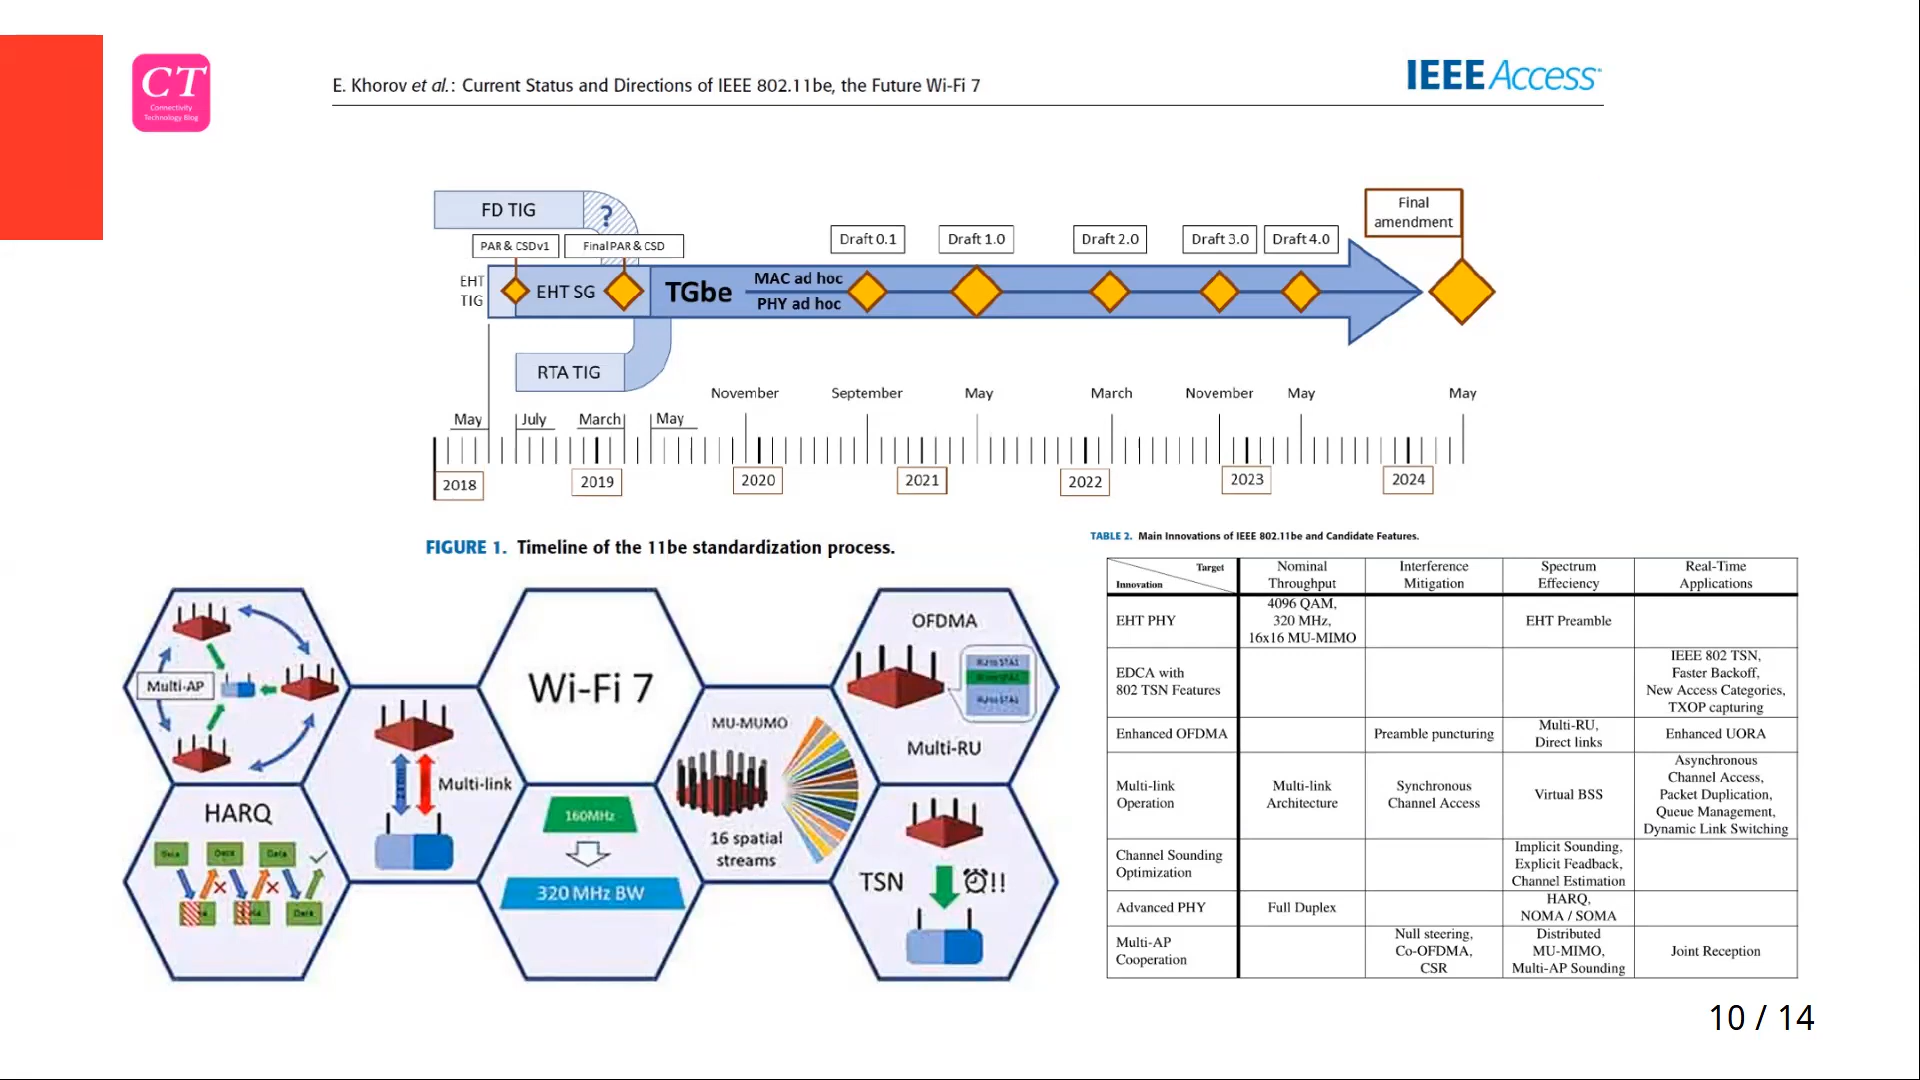 CT
Connectivity
Technology Blog
E. Khorov et al.: Current Status and Directions of IEEE 802.11be, the Future Wi-Fi 7
IEEE Access
FD TIG
?
PAR & CSDv1
Final PAR & CSD
Draft 0.1
Draft 1.0
Draft 2.0
Draft 3.0
Draft 4.0
Final
amendment
EHT
TIG
EHT SG
TGbe
MAC ad hoc
PHY ad hoc
RTA TIG
November
September
May
March
November
May
May
May
July
March
May
2018
2019
2020
2021
2022
2023
2024
FIGURE 1. Timeline of the 11be standardization process.
Multi-AP
HARQ
Data
Data
Data
Data
Multi-link
Wi-Fi 7
160MHz
320 MHz BW
MU-MUMO
16 spatial
streams
OFDMA
RU to STA1
RU to STA1
Multi-RU
TSN
!!
TABLE 2. Main Innovations of IEEE 802.11be and Candidate Features.
Target
Innovation
Nominal
Throughput
Interference
Mitigation
Spectrum
Effeciency
Real-Time
Applications
EHT PHY
4096 QAM,
320 MHz,
16x16 MU-MIMO
EHT Preamble
EDCA with
802 TSN Features
IEEE 802 TSN,
Faster Backoff,
New Access Categories,
TXOP capturing
Enhanced OFDMA
Preamble puncturing
Multi-RU,
Direct links
Enhanced UORA
Multi-link
Operation
Multi-link
Architecture
Synchronous
Channel Access
Virtual BSS
Asynchronous
Channel Access,
Packet Duplication,
Queue Management,
Dynamic Link Switching
Channel Sounding
Optimization
Implicit Sounding,
Explicit Feadback,
Channel Estimation
Advanced PHY
Full Duplex
HARQ,
NOMA / SOMA
Multi-AP
Cooperation
Null steering,
Co-OFDMA,
CSR
Distributed
MU-MIMO,
Multi-AP Sounding
Joint Reception
10 / 14